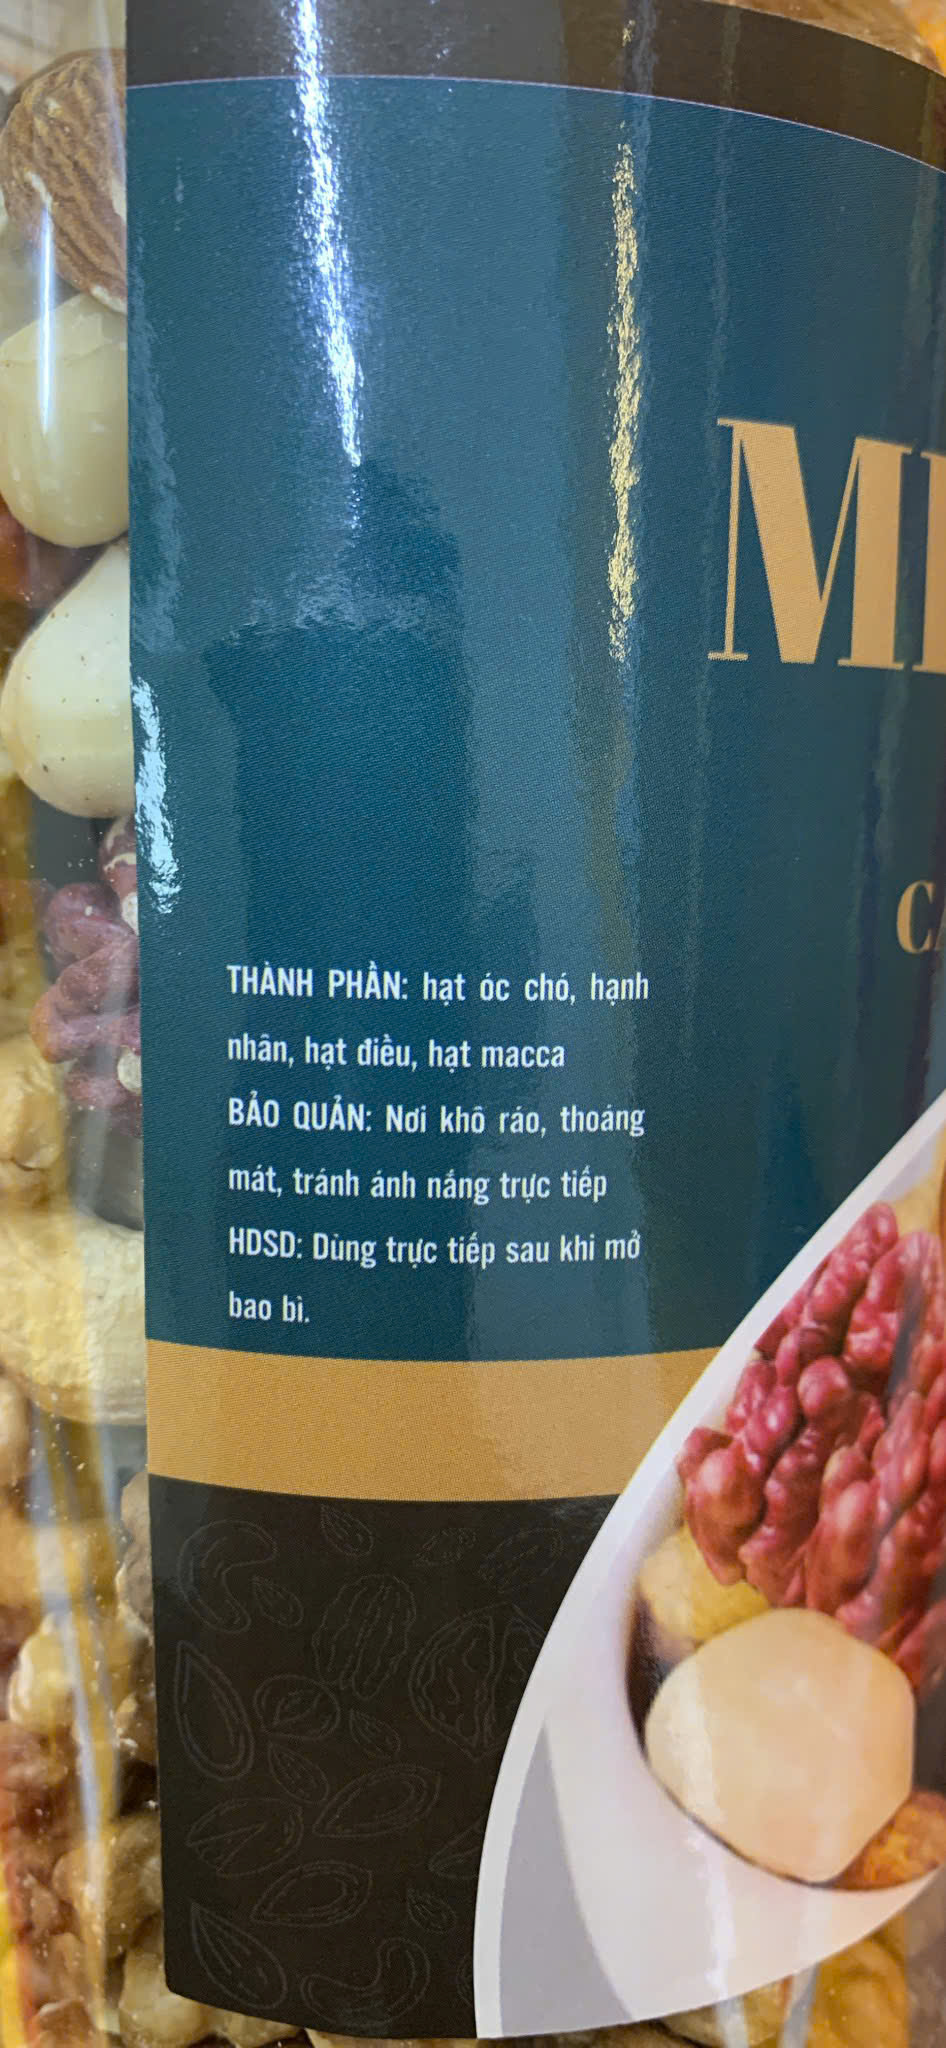 THÀNH PHẦN: hạt óc chó, hạnh
nhân, hạt điều, hạt macca
BẢO QUẢN: Nơi khô ráo, thoáng
mát, tránh ánh nắng trực tiếp
HDSD: Dùng trực tiếp sau khi mở
bao bì.